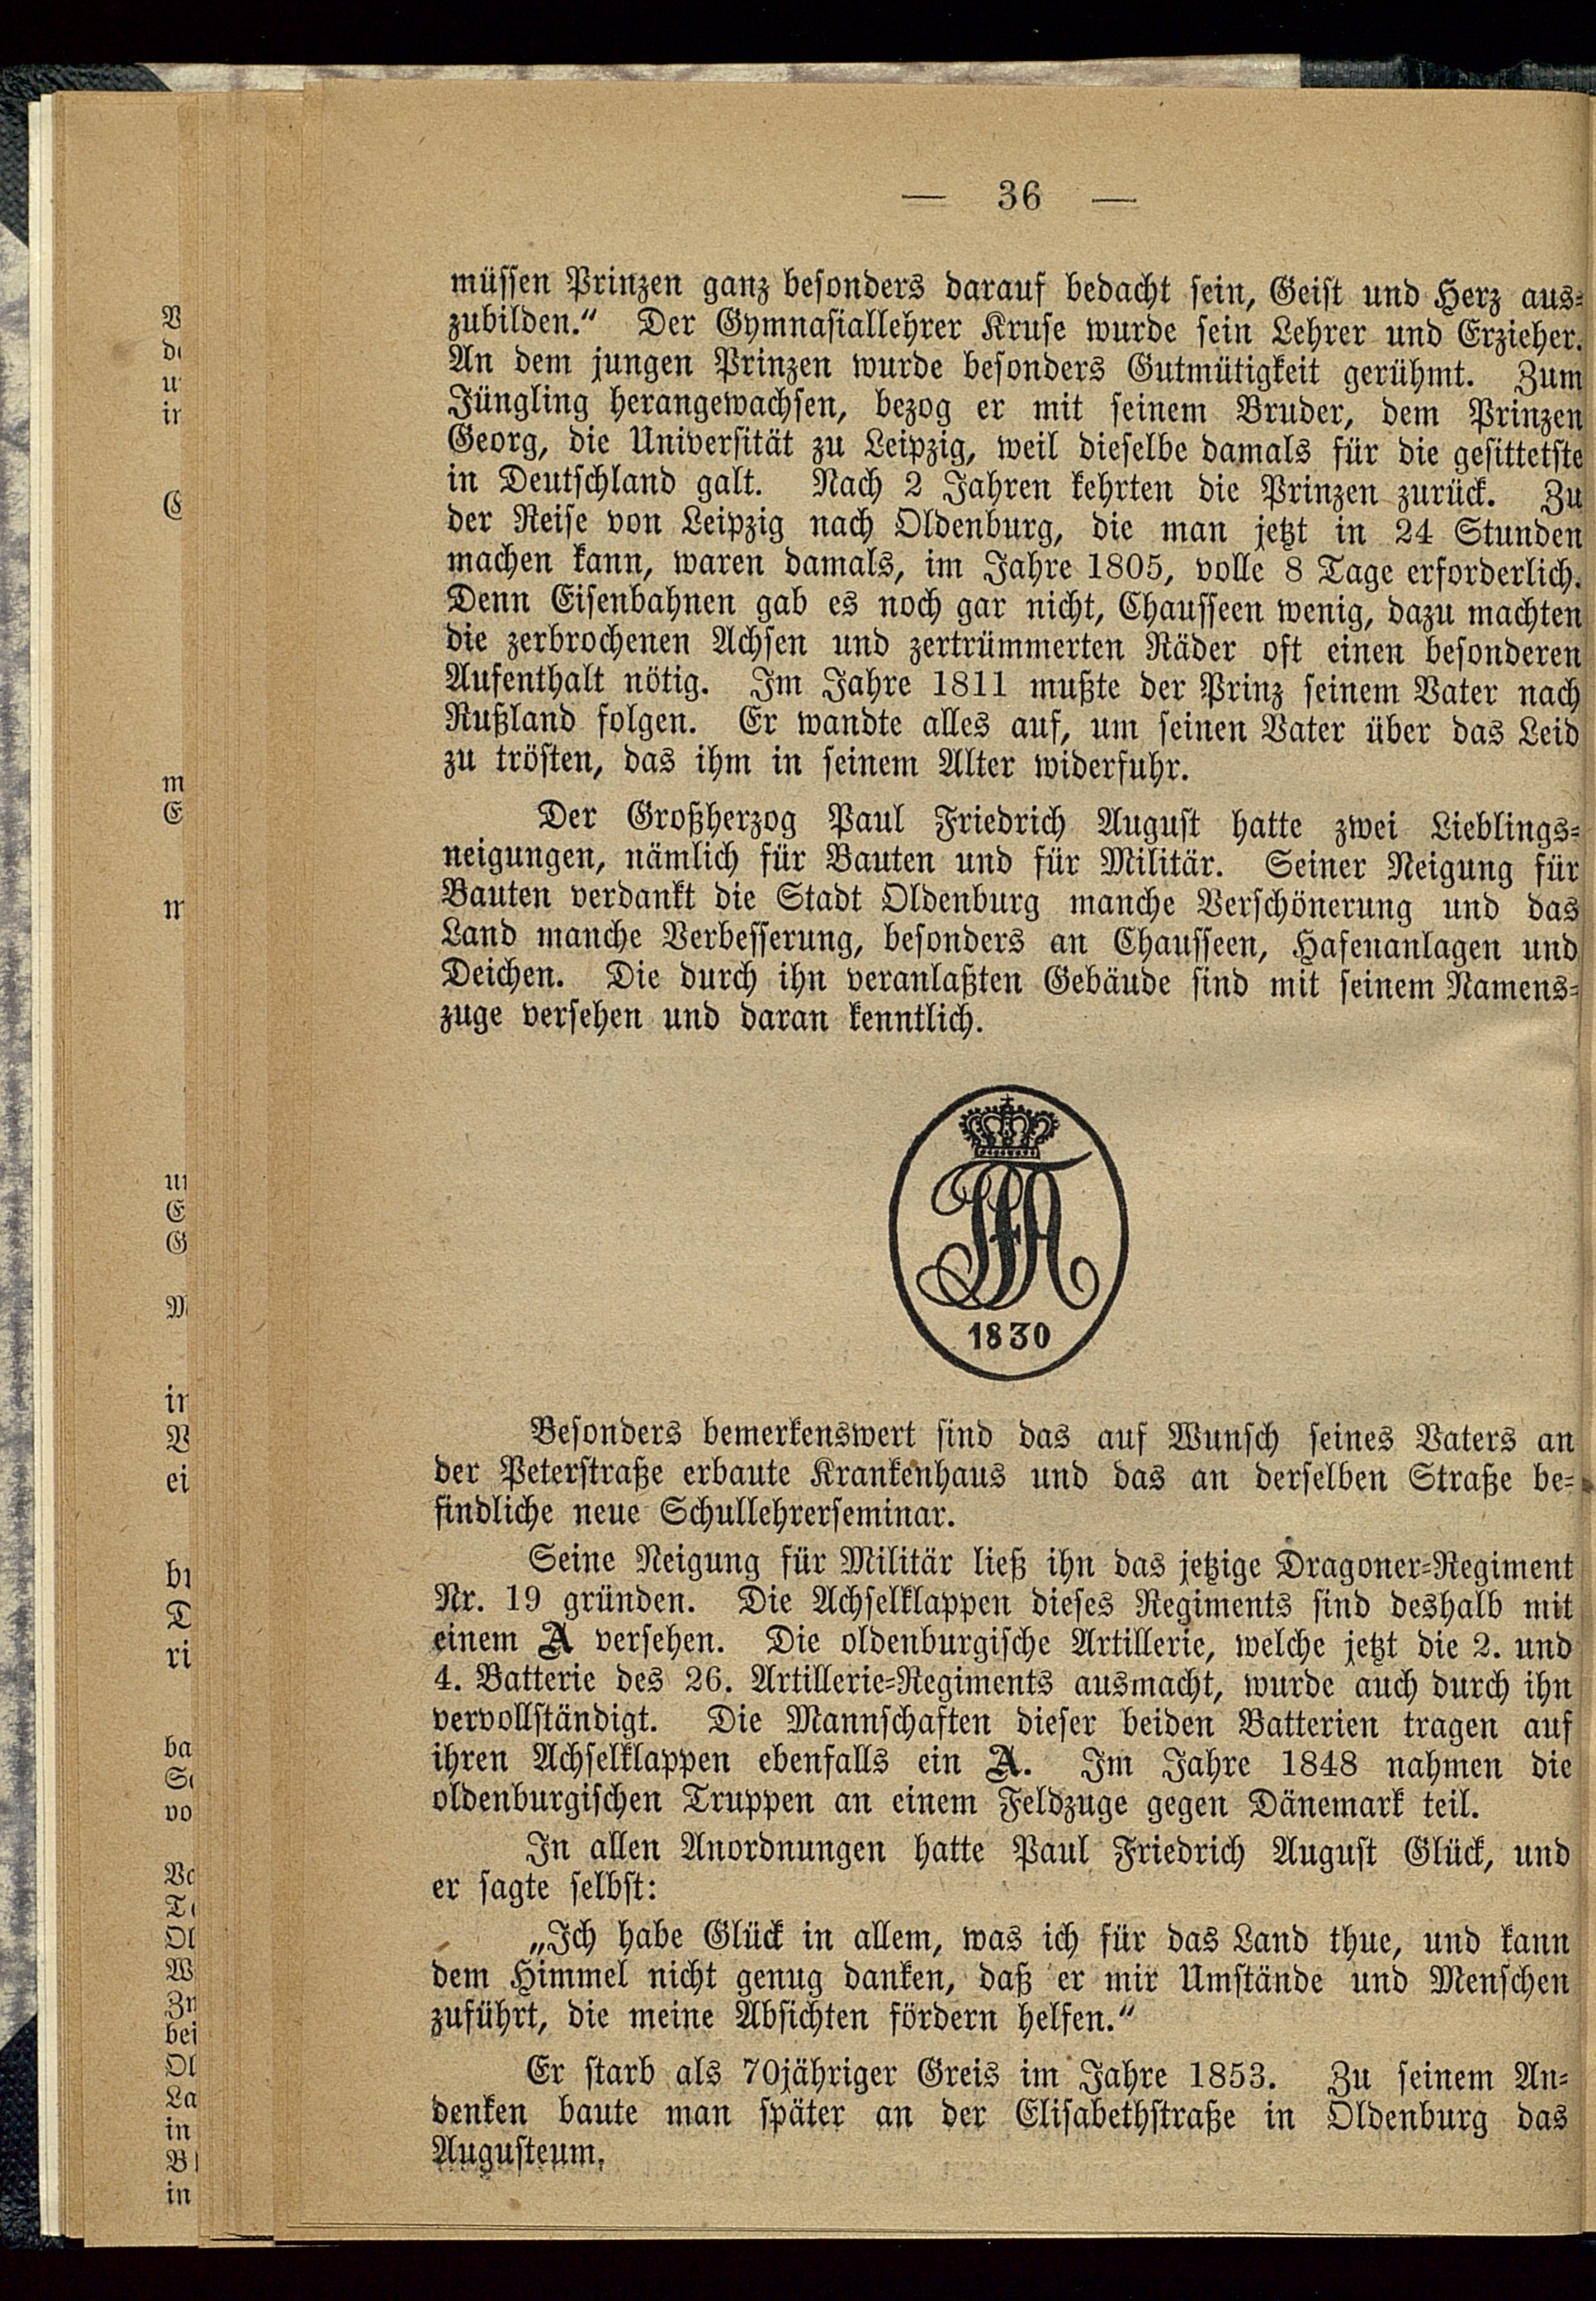 — 36 —
müssen Prinzen ganz besonders darauf bedacht sein, Geist und Herz aus-
zubilden.“ Der Gymnasiallehrer Kruse wurde sein Lehrer und Erzieher.
An dem jungen Prinzen wurde besonders Gutmütigkeit gerühmt. Zum
Jüngling herangewachsen, bezog er mit seinem Bruder, dem Prinzen
Georg, die Universität zu Leipzig, weil dieselbe damals für die gesittetste
in Deutschland galt. Nach 2 Jahren kehrten die Prinzen zurück. Zu
der Reise von Leipzig nach Oldenburg, die man jetzt in 24 Stunden
machen kann, waren damals, im Jahre 1805, volle 8 Tage erforderlich.
Denn Eisenbahnen gab es noch gar nicht, Chausseen wenig, dazu machten
die zerbrochenen Achsen und zertrümmerten Räder oft einen besonderen
Aufenthalt nötig. Im Jahre 1811 mußte der Prinz seinem Vater nach
Rußland folgen. Er wandte alles auf, um seinen Vater über das Leid
zu trösten, das ihm in seinem Alter widerfuhr.
Der Großherzog Paul Friedrich August hatte zwei Lieblings-
neigungen, nämlich für Bauten und für Militär. Seiner Neigung für
Bauten verdankt die Stadt Oldenburg manche Verschönerung und das
Land manche Verbesserung, besonders an Chausseen, Hafenanlagen und
Deichen. Die durch ihn veranlaßten Gebäude sind mit seinem Namens-
zuge versehen und daran kenntlich.
PFA
1830
Besonders bemerkenswert sind das auf Wunsch seines Vaters an
der Peterstraße erbaute Krankenhaus und das an derselben Straße be-
findliche neue Schullehrerseminar.
Seine Neigung für Militär ließ ihn das jetzige Dragoner-Regiment
Nr. 19 gründen. Die Achselklappen dieses Regiments sind deshalb mit
einem A versehen. Die oldenburgische Artillerie, welche jetzt die 2. und
4. Batterie des 26. Artillerie-Regiments ausmacht, wurde auch durch ihn
vervollständigt. Die Mannschaften dieser beiden Batterien tragen auf
ihren Achselklappen ebenfalls ein A. Im Jahre 1848 nahmen die
oldenburgischen Truppen an einem Feldzuge gegen Dänemark teil.
In allen Anordnungen hatte Paul Friedrich August Glück, und
er sagte selbst:
„Ich habe Glück in allem, was ich für das Land thue, und kann
dem Himmel nicht genug danken, daß er mir Umstände und Menschen
zuführt, die meine Absichten fördern helfen.“
Er starb als 70jähriger Greis im Jahre 1853. Zu seinem An-
denken baute man später an der Elisabethstraße in Oldenburg das
Augusteum.